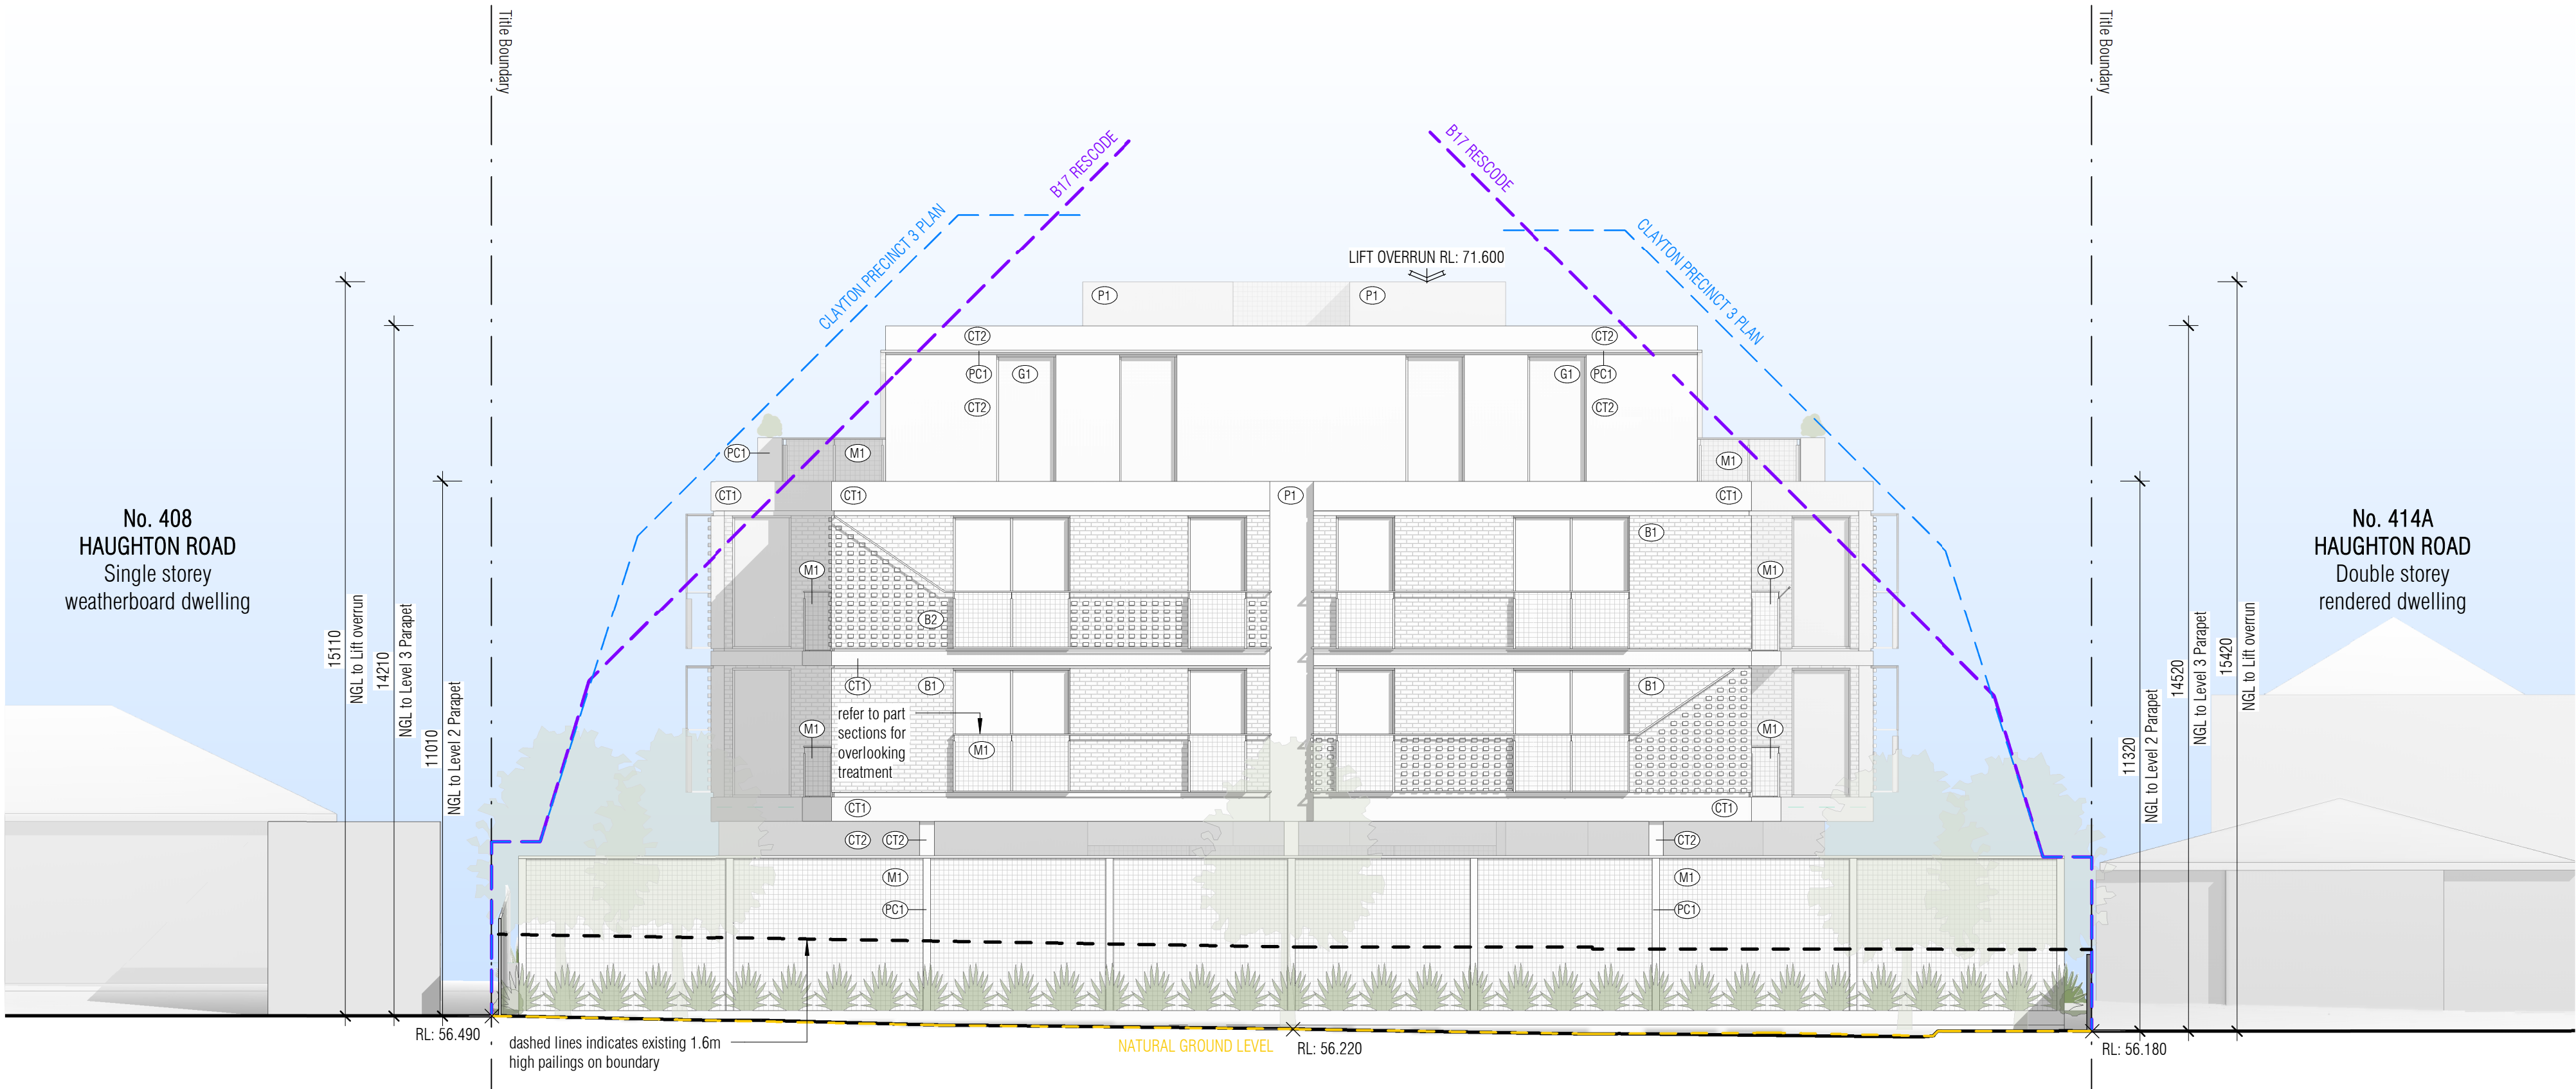 Title Boundary
Title Boundary
B17 RESCODE
B17 RESCODE
CLAYTON PRECINCT 3 PLAN
CLAYTON PRECINCT 3 PLAN
LIFT OVERRUN RL: 71.600
P1
P1
CT2
CT2
PC1
G1
G1
PC1
CT2
CT2
PC1
M1
M1
CT1
CT1
P1
CT1
No. 408
HAUGHTON ROAD
Single storey
weatherboard dwelling
15110
NGL to Lift overrun
14210
NGL to Level 3 Parapet
11010
NGL to Level 2 Parapet
B1
M1
M1
B2
No. 414A
HAUGHTON ROAD
Double storey
rendered dwelling
11320
NGL to Level 2 Parapet
14520
NGL to Level 3 Parapet
15420
NGL to Lift overrun
CT1
B1
B1
refer to part
sections for
overlooking
treatment
M1
M1
M1
CT1
CT1
CT2
CT2
CT2
M1
M1
PC1
PC1
RL: 56.490
dashed lines indicates existing 1.6m
high pailings on boundary
NATURAL GROUND LEVEL
RL: 56.220
RL: 56.180